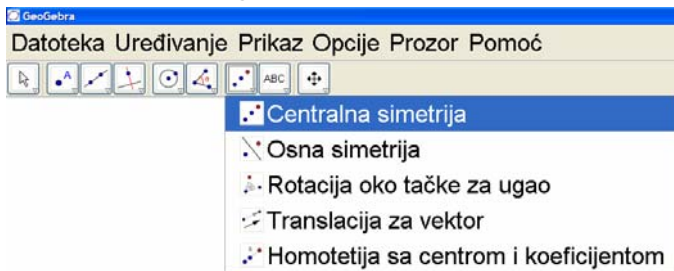 GeoGebra
Datoteka Uređivanje Prikaz Opcije Prozor Pomoć
A ABC
Centralna simetrija
Osna simetrija
Rotacija oko tačke za ugao
Translacija za vektor
Homotetija sa centrom i koeficijentom